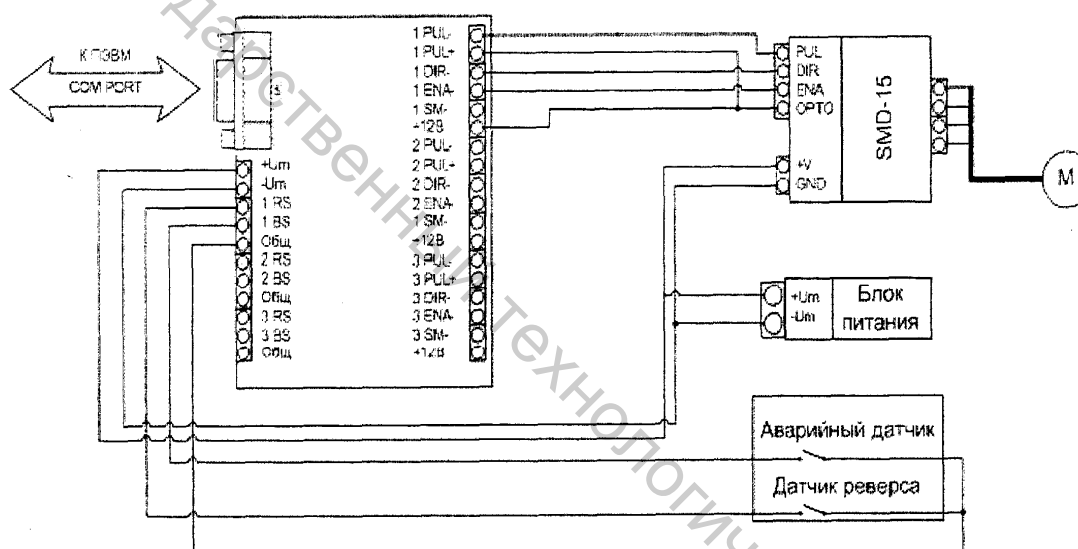 К ПЭВМ
COM PORT
1 PUL-
1 PUL+
1 DIR-
1 ENA-
1 SM-
+12В
2 PUL-
2 PUL+
2 DIR-
2 ENA-
1 SM-
+12В
3 PUL-
3 PUL+
3 DIR-
3 ENA-
3 SM-
+12В
+Um
-Um
1 RS
1 BS
Общ
2 RS
2 BS
Общ
3 RS
3 BS
Общ
PUL
DIR
ENA
OPTO
+V
GND
SMD-15
M
+Um
-Um
Блок
питания
Аварийный датчик
Датчик реверса
дарственный технологич